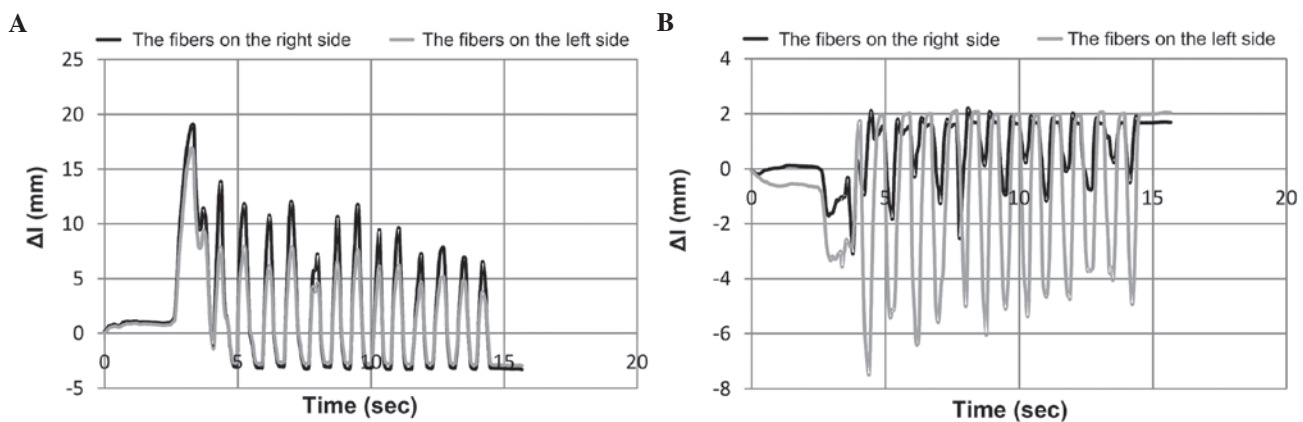 A
The fibers on the right side
The fibers on the left side
25
20
15
10
5
0
-5
0
5
10
15
20
Δl (mm)
Time (sec)
B
The fibers on the right side
The fibers on the left side
4
2
0
-2
-4
-6
-8
0
5
10
15
20
Δl (mm)
Time (sec)